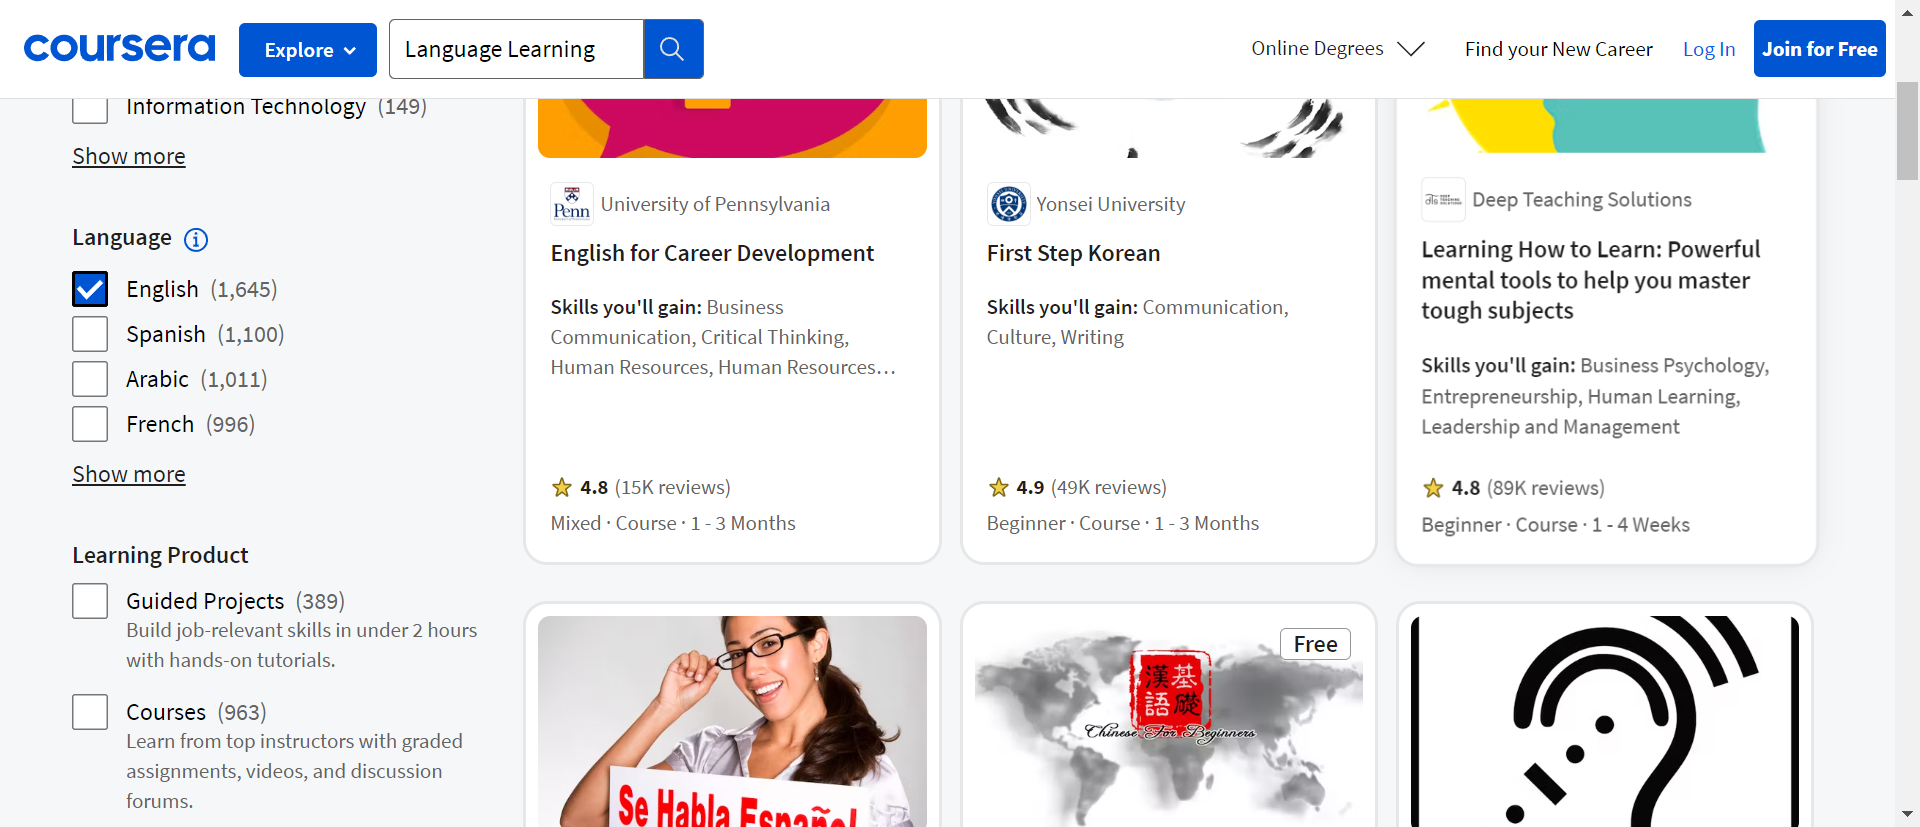 coursera
Explore
Language Learning
Online Degrees
Find your New Career
Log In
Join for Free
Information Technology (149)
Show more
Language
English (1,645)
Spanish (1,100)
Arabic (1,011)
French (996)
Show more
Learning Product
Guided Projects (389)
Build job-relevant skills in under 2 hours
with hands-on tutorials.
Courses (963)
Learn from top instructors with graded
assignments, videos, and discussion
forums.
Penn
University of Pennsylvania
English for Career Development
Skills you'll gain: Business
Communication, Critical Thinking,
Human Resources, Human Resources…
4.8 (15K reviews)
Mixed · Course · 1 - 3 Months
Yonsei University
First Step Korean
Skills you'll gain: Communication,
Culture, Writing
4.9 (49K reviews)
Beginner · Course · 1 - 3 Months
Deep Teaching Solutions
Learning How to Learn: Powerful
mental tools to help you master
tough subjects
Skills you'll gain: Business Psychology,
Entrepreneurship, Human Learning,
Leadership and Management
4.8 (89K reviews)
Beginner · Course · 1 - 4 Weeks
Se Habla Español
Free
基礎
漢語
Chinese For Beginners